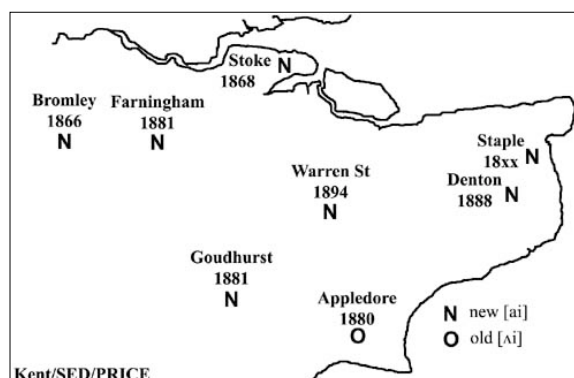 Stoke
1868
N
Bromley
1866
N
Farningham
1881
N
Staple
18xx
N
Warren St
1894
N
Denton
1888
N
Goudhurst
1881
N
Appledore
1880
O
N new [ai]
O old [ʌi]
Kent/SED/PRICE